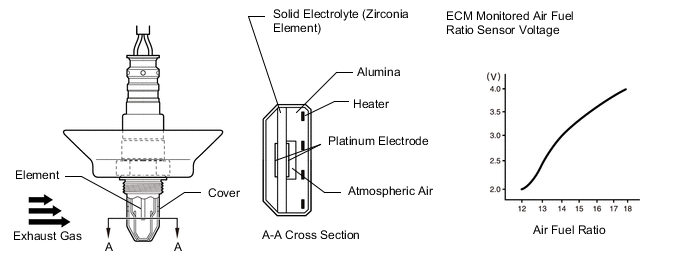 Solid Electrolyte (Zirconia
Element)
Alumina
Heater
Platinum Electrode
Atmospheric Air
A-A Cross Section
Element
Cover
Exhaust Gas
A
A
ECM Monitored Air Fuel
Ratio Sensor Voltage
(V)
4.0
3.5
3.0
2.5
2.0
12 13 14 15 16 17 18
Air Fuel Ratio